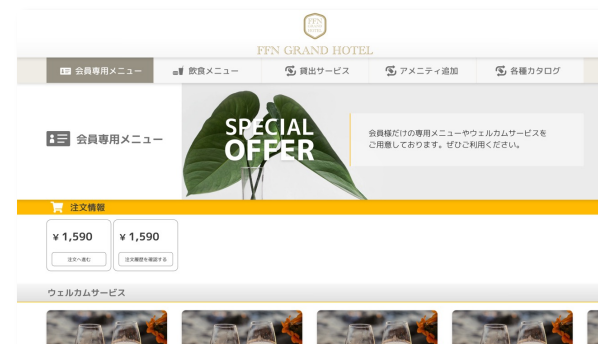 FFN
HOTEL
FFN GRAND HOTEL
会員専用メニュー
飲食メニュー
貸出サービス
アメニティ追加
各種カタログ
会員専用メニュー
SPECIAL
OFFER
会員様だけの専用メニューやウェルカムサービスを
ご用意しております。ぜひご利用ください。
注文情報
¥ 1,590
¥ 1,590
注文へ進む
注文履歴を確認する
ウェルカムサービス